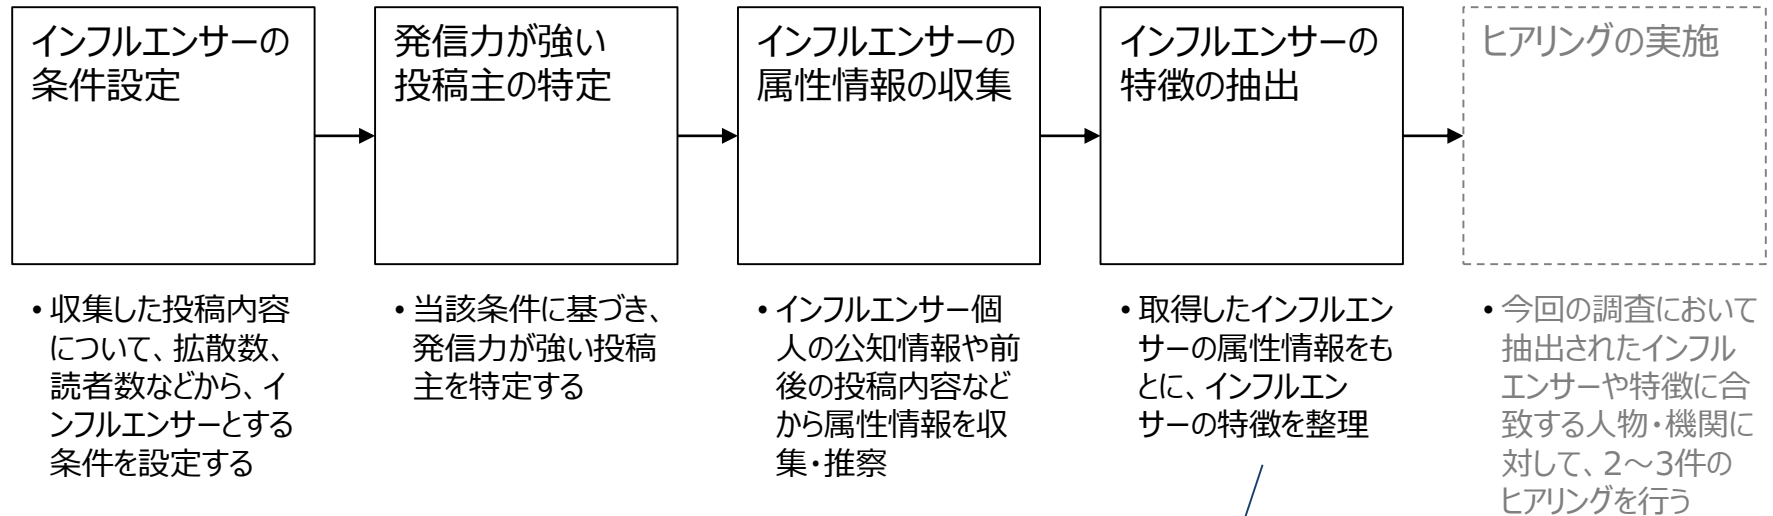 インフルエンサーの
条件設定
発信力が強い
投稿主の特定
インフルエンサーの
属性情報の収集
インフルエンサーの
特徴の抽出
ヒアリングの実施
• 収集した投稿内容
について、拡散数、
読者数などから、イ
ンフルエンサーとする
条件を設定する
• 当該条件に基づき、
発信力が強い投稿
主を特定する
• インフルエンサー個
人の公知情報や前
後の投稿内容など
から属性情報を収
集・推察
• 取得したインフルエン
サーの属性情報をも
とに、インフルエン
サーの特徴を整理
• 今回の調査において
抽出されたインフル
エンサーや特徴に合
致する人物・機関に
対して、2～3件の
ヒアリングを行う